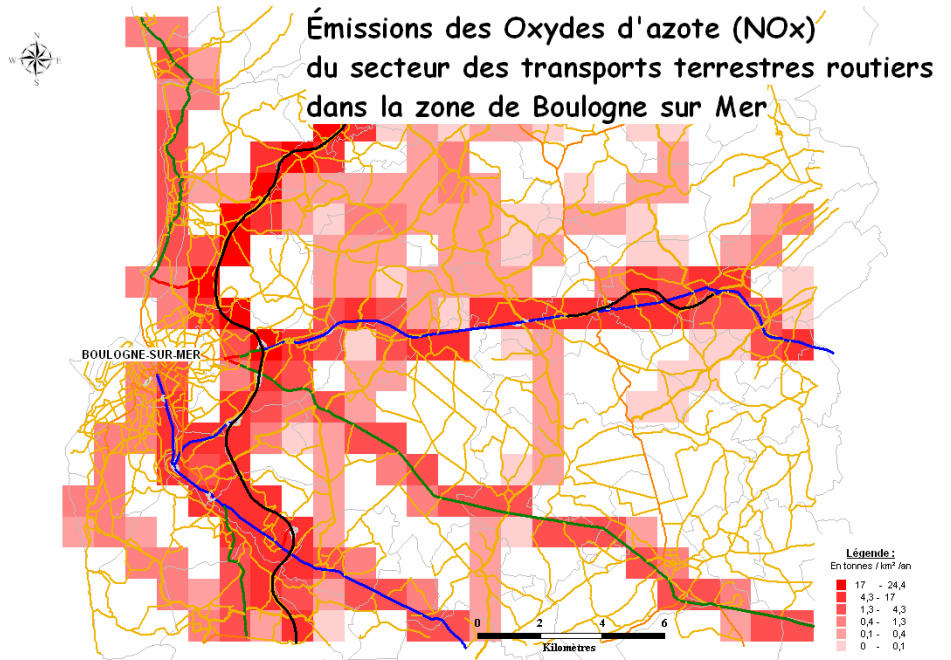 Émissions des Oxydes d'azote (NOx)
du secteur des transports terrestres routiers
dans la zone de Boulogne sur Mer
N
W E
S
BOULOGNE-SUR-MER
Légende :
En tonnes / km² /an
17 - 24,4
4,3 - 17
1,3 - 4,3
0,4 - 1,3
0,1 - 0,4
0 - 0,1
0 2 4 6
Kilomètres